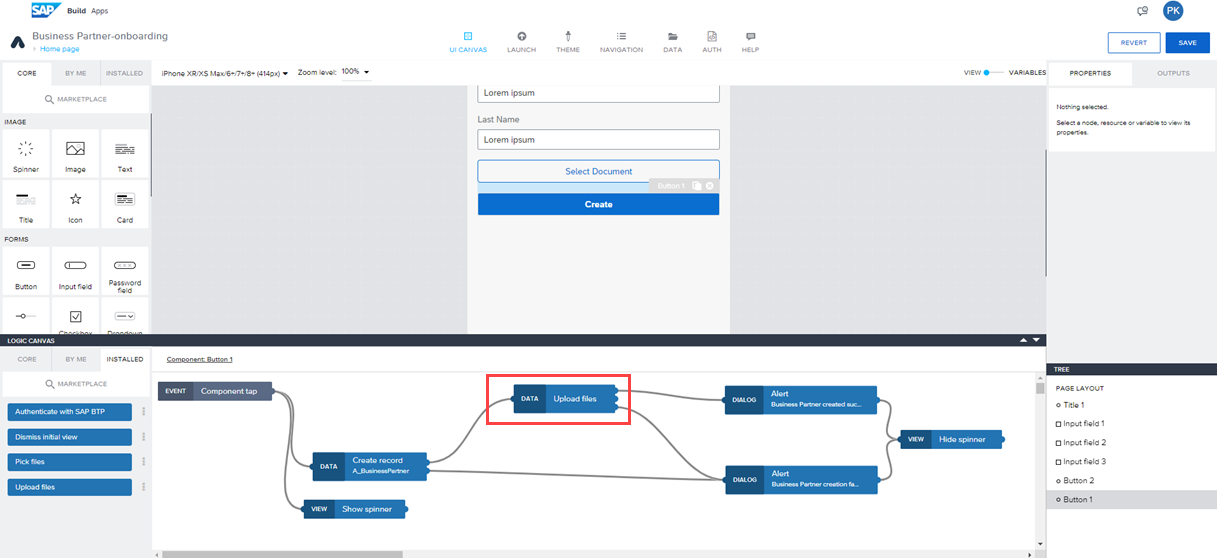 SAP Build Apps
PK
Business Partner-onboarding
Home page
UI CANVAS
LAUNCH
THEME
NAVIGATION
DATA
AUTH
HELP
REVERT
SAVE
CORE
BY ME
INSTALLED
MARKETPLACE
iPhone XR/XS Max/6+/7+/8+ (414px)
Zoom level: 100%
VIEW
VARIABLES
PROPERTIES
OUTPUTS
Nothing selected.
Select a node, resource or variable to view its
properties.
IMAGE
Spinner
Image
Text
Title
Icon
Card
FORMS
Button
Input field
Password
field
Checkbox
Dropdown
Lorem ipsum
Last Name
Lorem ipsum
Select Document
Button 1
Create
LOGIC CANVAS
CORE
BY ME
INSTALLED
MARKETPLACE
Authenticate with SAP BTP
Dismiss initial view
Pick files
Upload files
Component: Button 1
EVENT Component tap
DATA Upload files
DATA Create record
A_BusinessPartner
VIEW Show spinner
DIALOG Alert
Business Partner created suc...
DIALOG Alert
Business Partner creation fa...
VIEW Hide spinner
TREE
PAGE LAYOUT
Title 1
Input field 1
Input field 2
Input field 3
Button 2
Button 1